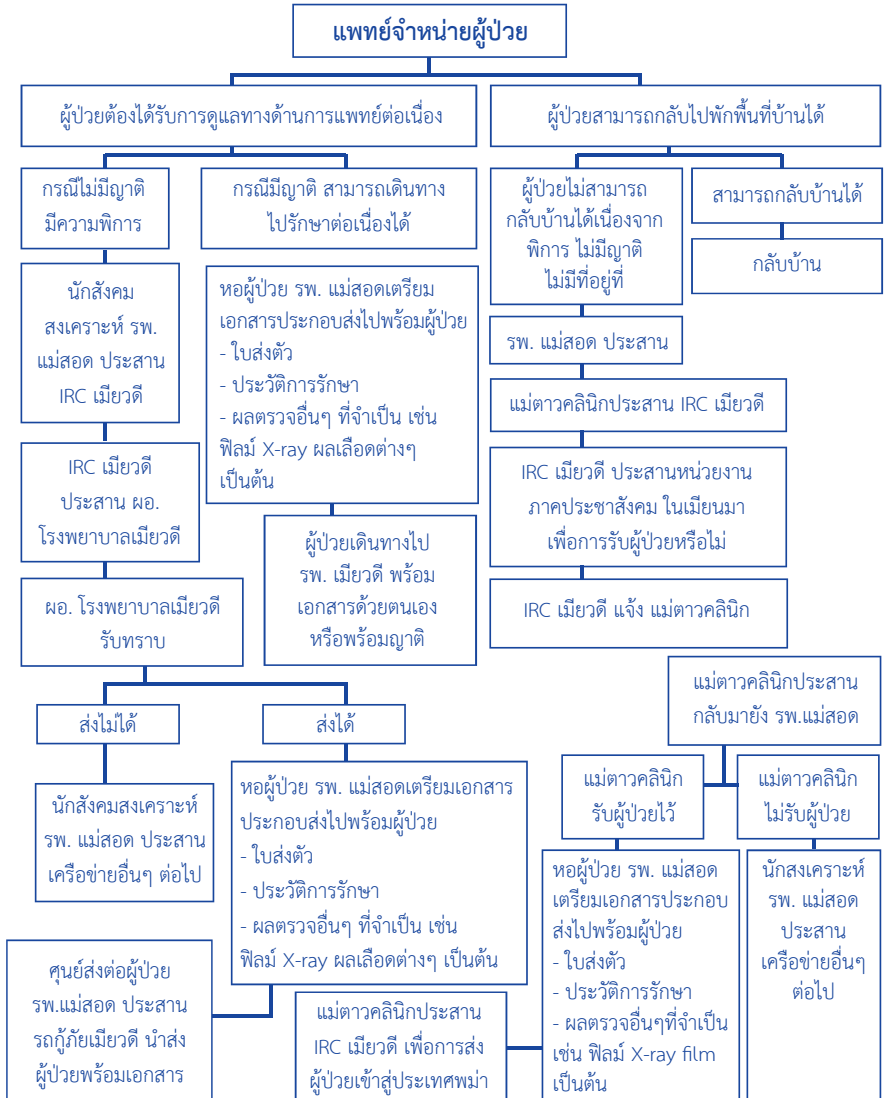 แพทย์จำหน่ายผู้ป่วย
ผู้ป่วยต้องได้รับการดูแลทางด้านการแพทย์ต่อเนื่อง
ผู้ป่วยสามารถกลับไปพักพื้นที่บ้านได้
กรณีไม่มีญาติ
มีความพิการ
กรณีมีญาติ สามารถเดินทาง
ไปรักษาต่อเนื่องได้
ผู้ป่วยไม่สามารถ
กลับบ้านได้เนื่องจาก
พิการ ไม่มีญาติ
ไม่มีที่อยู่ที่
สามารถกลับบ้านได้
กลับบ้าน
นักสังคม
สงเคราะห์ รพ.
แม่สอด ประสาน
IRC เมียวดี
หอผู้ป่วย รพ. แม่สอดเตรียม
เอกสารประกอบส่งไปพร้อมผู้ป่วย
- ใบส่งตัว
- ประวัติการรักษา
- ผลตรวจอื่นๆ ที่จำเป็น เช่น
ฟิลม์ X-ray ผลเลือดต่างๆ
เป็นต้น
รพ. แม่สอด ประสาน
แม่ตาวคลินิกประสาน IRC เมียวดี
IRC เมียวดี
ประสาน ผอ.
โรงพยาบาลเมียวดี
IRC เมียวดี ประสานหน่วยงาน
ภาคประชาสังคม ในเมียนมา
เพื่อการรับผู้ป่วยหรือไม่
ผู้ป่วยเดินทางไป
รพ. เมียวดี พร้อม
เอกสารด้วยตนเอง
หรือพร้อมญาติ
ผอ. โรงพยาบาลเมียวดี
รับทราบ
IRC เมียวดี แจ้ง แม่ตาวคลินิก
แม่ตาวคลินิกประสาน
กลับมายัง รพ.แม่สอด
ส่งไม่ได้
ส่งได้
แม่ตาวคลินิก
รับผู้ป่วยไว้
แม่ตาวคลินิก
ไม่รับผู้ป่วย
นักสังคมสงเคราะห์
รพ. แม่สอด ประสาน
เครือข่ายอื่นๆ ต่อไป
หอผู้ป่วย รพ. แม่สอดเตรียมเอกสาร
ประกอบส่งไปพร้อมผู้ป่วย
- ใบส่งตัว
- ประวัติการรักษา
- ผลตรวจอื่นๆ ที่จำเป็น เช่น
ฟิลม์ X-ray ผลเลือดต่างๆ เป็นต้น
หอผู้ป่วย รพ. แม่สอด
เตรียมเอกสารประกอบ
ส่งไปพร้อมผู้ป่วย
- ใบส่งตัว
- ประวัติการรักษา
- ผลตรวจอื่นๆที่จำเป็น
เช่น ฟิลม์ X-ray film
เป็นต้น
นักสงเคราะห์
รพ. แม่สอด
ประสาน
เครือข่ายอื่นๆ
ต่อไป
ศูนย์ส่งต่อผู้ป่วย
รพ.แม่สอด ประสาน
รถกู้ภัยเมียวดี นำส่ง
ผู้ป่วยพร้อมเอกสาร
แม่ตาวคลินิกประสาน
IRC เมียวดี เพื่อการส่ง
ผู้ป่วยเข้าสู่ประเทศพม่า